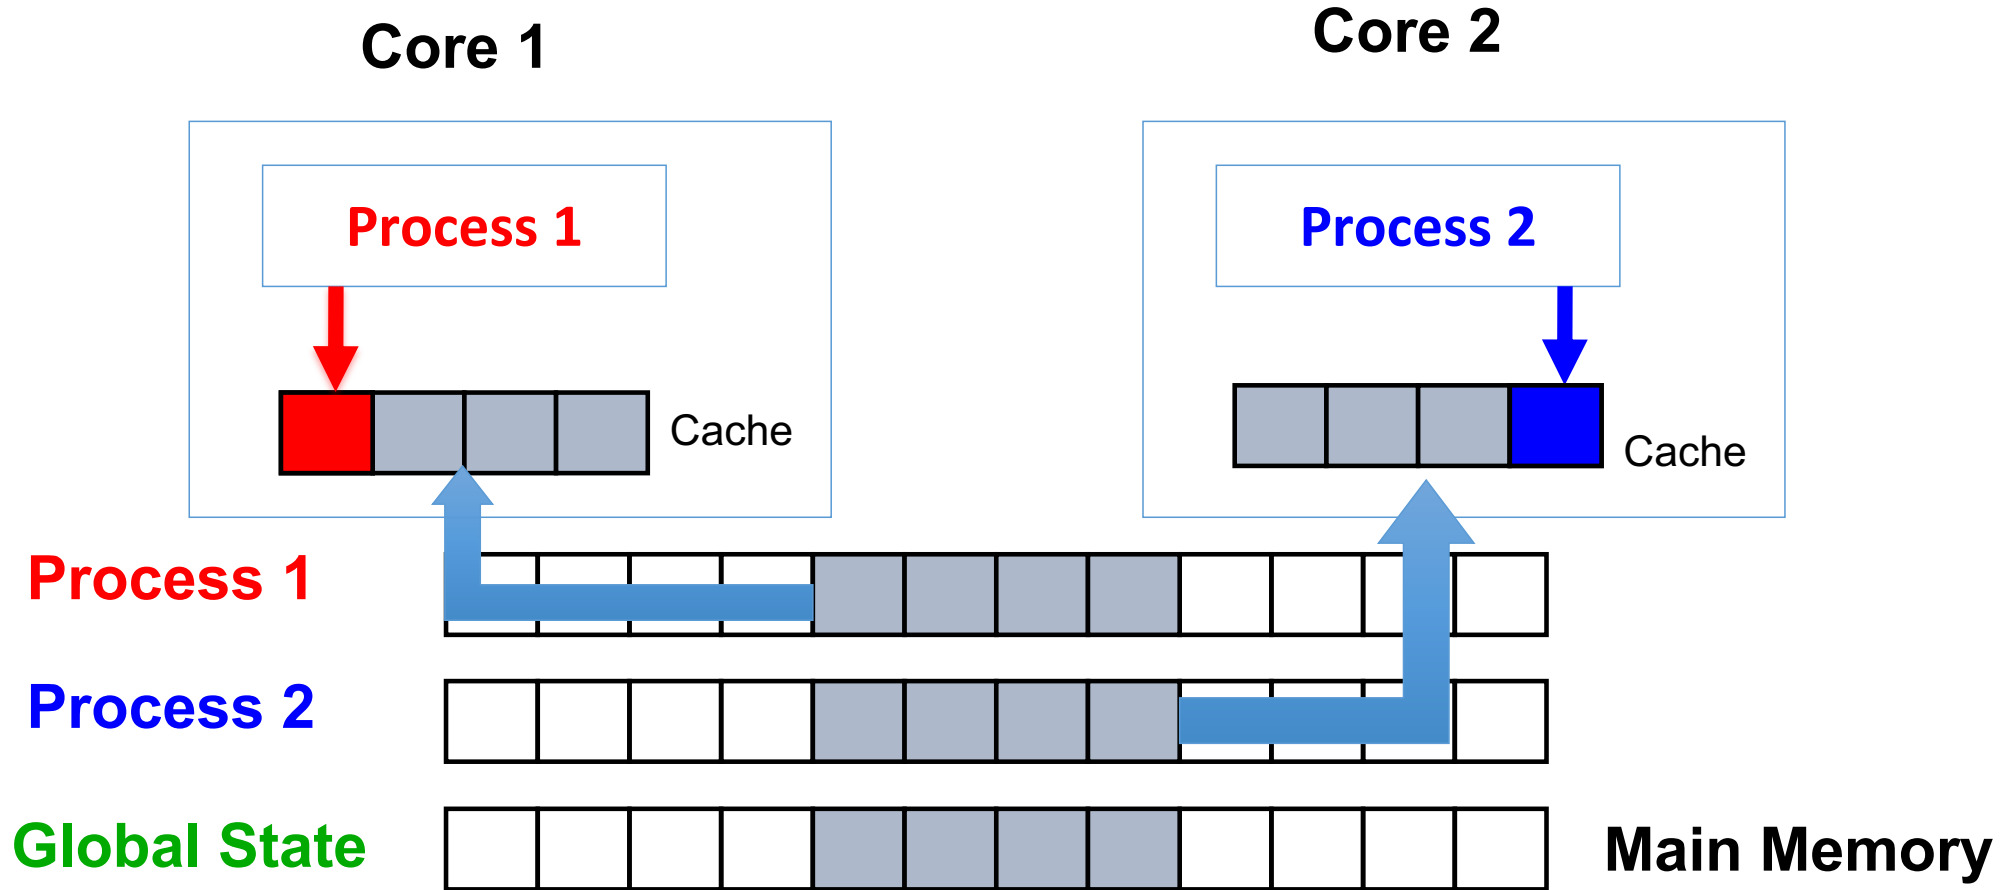 Core 1
Core 2
Process 1
Process 2
Cache
Cache
Process 1
Process 2
Global State
Main Memory